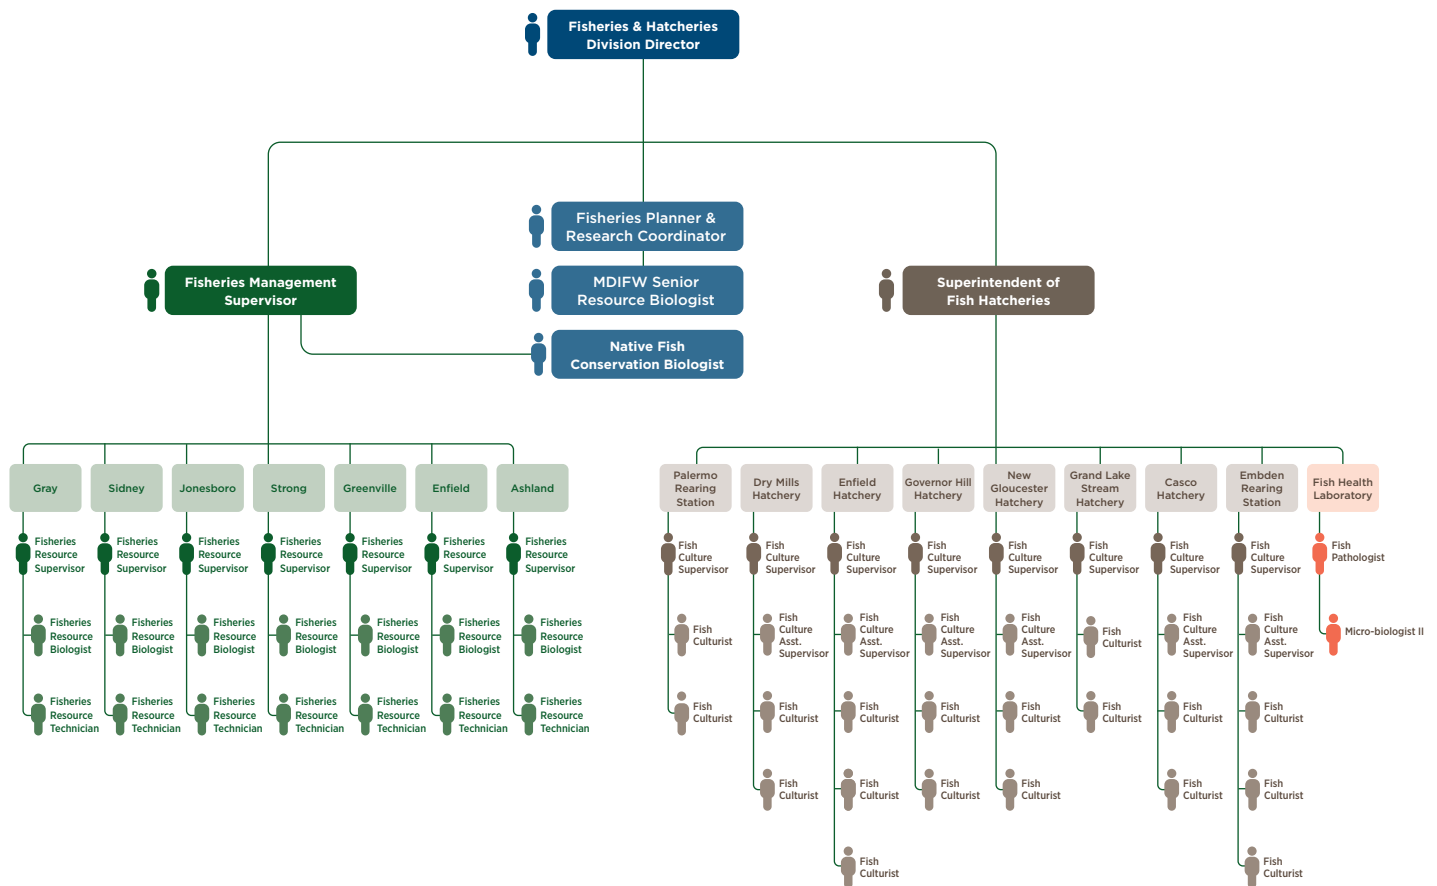 Fisheries & Hatcheries
Division Director
Fisheries Planner &
Research Coordinator
Fisheries Management
Supervisor
MDIFW Senior
Resource Biologist
Superintendent of
Fish Hatcheries
Native Fish
Conservation Biologist
Gray
Sidney
Jonesboro
Strong
Greenville
Enfield
Ashland
Fisheries
Resource
Supervisor
Fisheries
Resource
Supervisor
Fisheries
Resource
Supervisor
Fisheries
Resource
Supervisor
Fisheries
Resource
Supervisor
Fisheries
Resource
Supervisor
Fisheries
Resource
Supervisor
Fisheries
Resource
Biologist
Fisheries
Resource
Biologist
Fisheries
Resource
Biologist
Fisheries
Resource
Biologist
Fisheries
Resource
Biologist
Fisheries
Resource
Biologist
Fisheries
Resource
Biologist
Fisheries
Resource
Technician
Fisheries
Resource
Technician
Fisheries
Resource
Technician
Fisheries
Resource
Technician
Fisheries
Resource
Technician
Fisheries
Resource
Technician
Fisheries
Resource
Technician
Palermo
Rearing
Station
Dry Mills
Hatchery
Enfield
Hatchery
Governor Hill
Hatchery
New
Gloucester
Hatchery
Grand Lake
Stream
Hatchery
Casco
Hatchery
Embden
Rearing
Station
Fish Health
Laboratory
Fish
Culture
Supervisor
Fish
Culture
Supervisor
Fish
Culture
Supervisor
Fish
Culture
Supervisor
Fish
Culture
Supervisor
Fish
Culture
Supervisor
Fish
Culture
Supervisor
Fish
Culture
Supervisor
Fish
Pathologist
Fish
Culturist
Fish
Culture
Asst.
Supervisor
Fish
Culture
Asst.
Supervisor
Fish
Culture
Asst.
Supervisor
Fish
Culture
Asst.
Supervisor
Fish
Culturist
Fish
Culture
Asst.
Supervisor
Fish
Culture
Asst.
Supervisor
Micro-biologist II
Fish
Culturist
Fish
Culturist
Fish
Culturist
Fish
Culturist
Fish
Culturist
Fish
Culturist
Fish
Culturist
Fish
Culturist
Fish
Culturist
Fish
Culturist
Fish
Culturist
Fish
Culturist
Fish
Culturist
Fish
Culturist
Fish
Culturist
Fish
Culturist